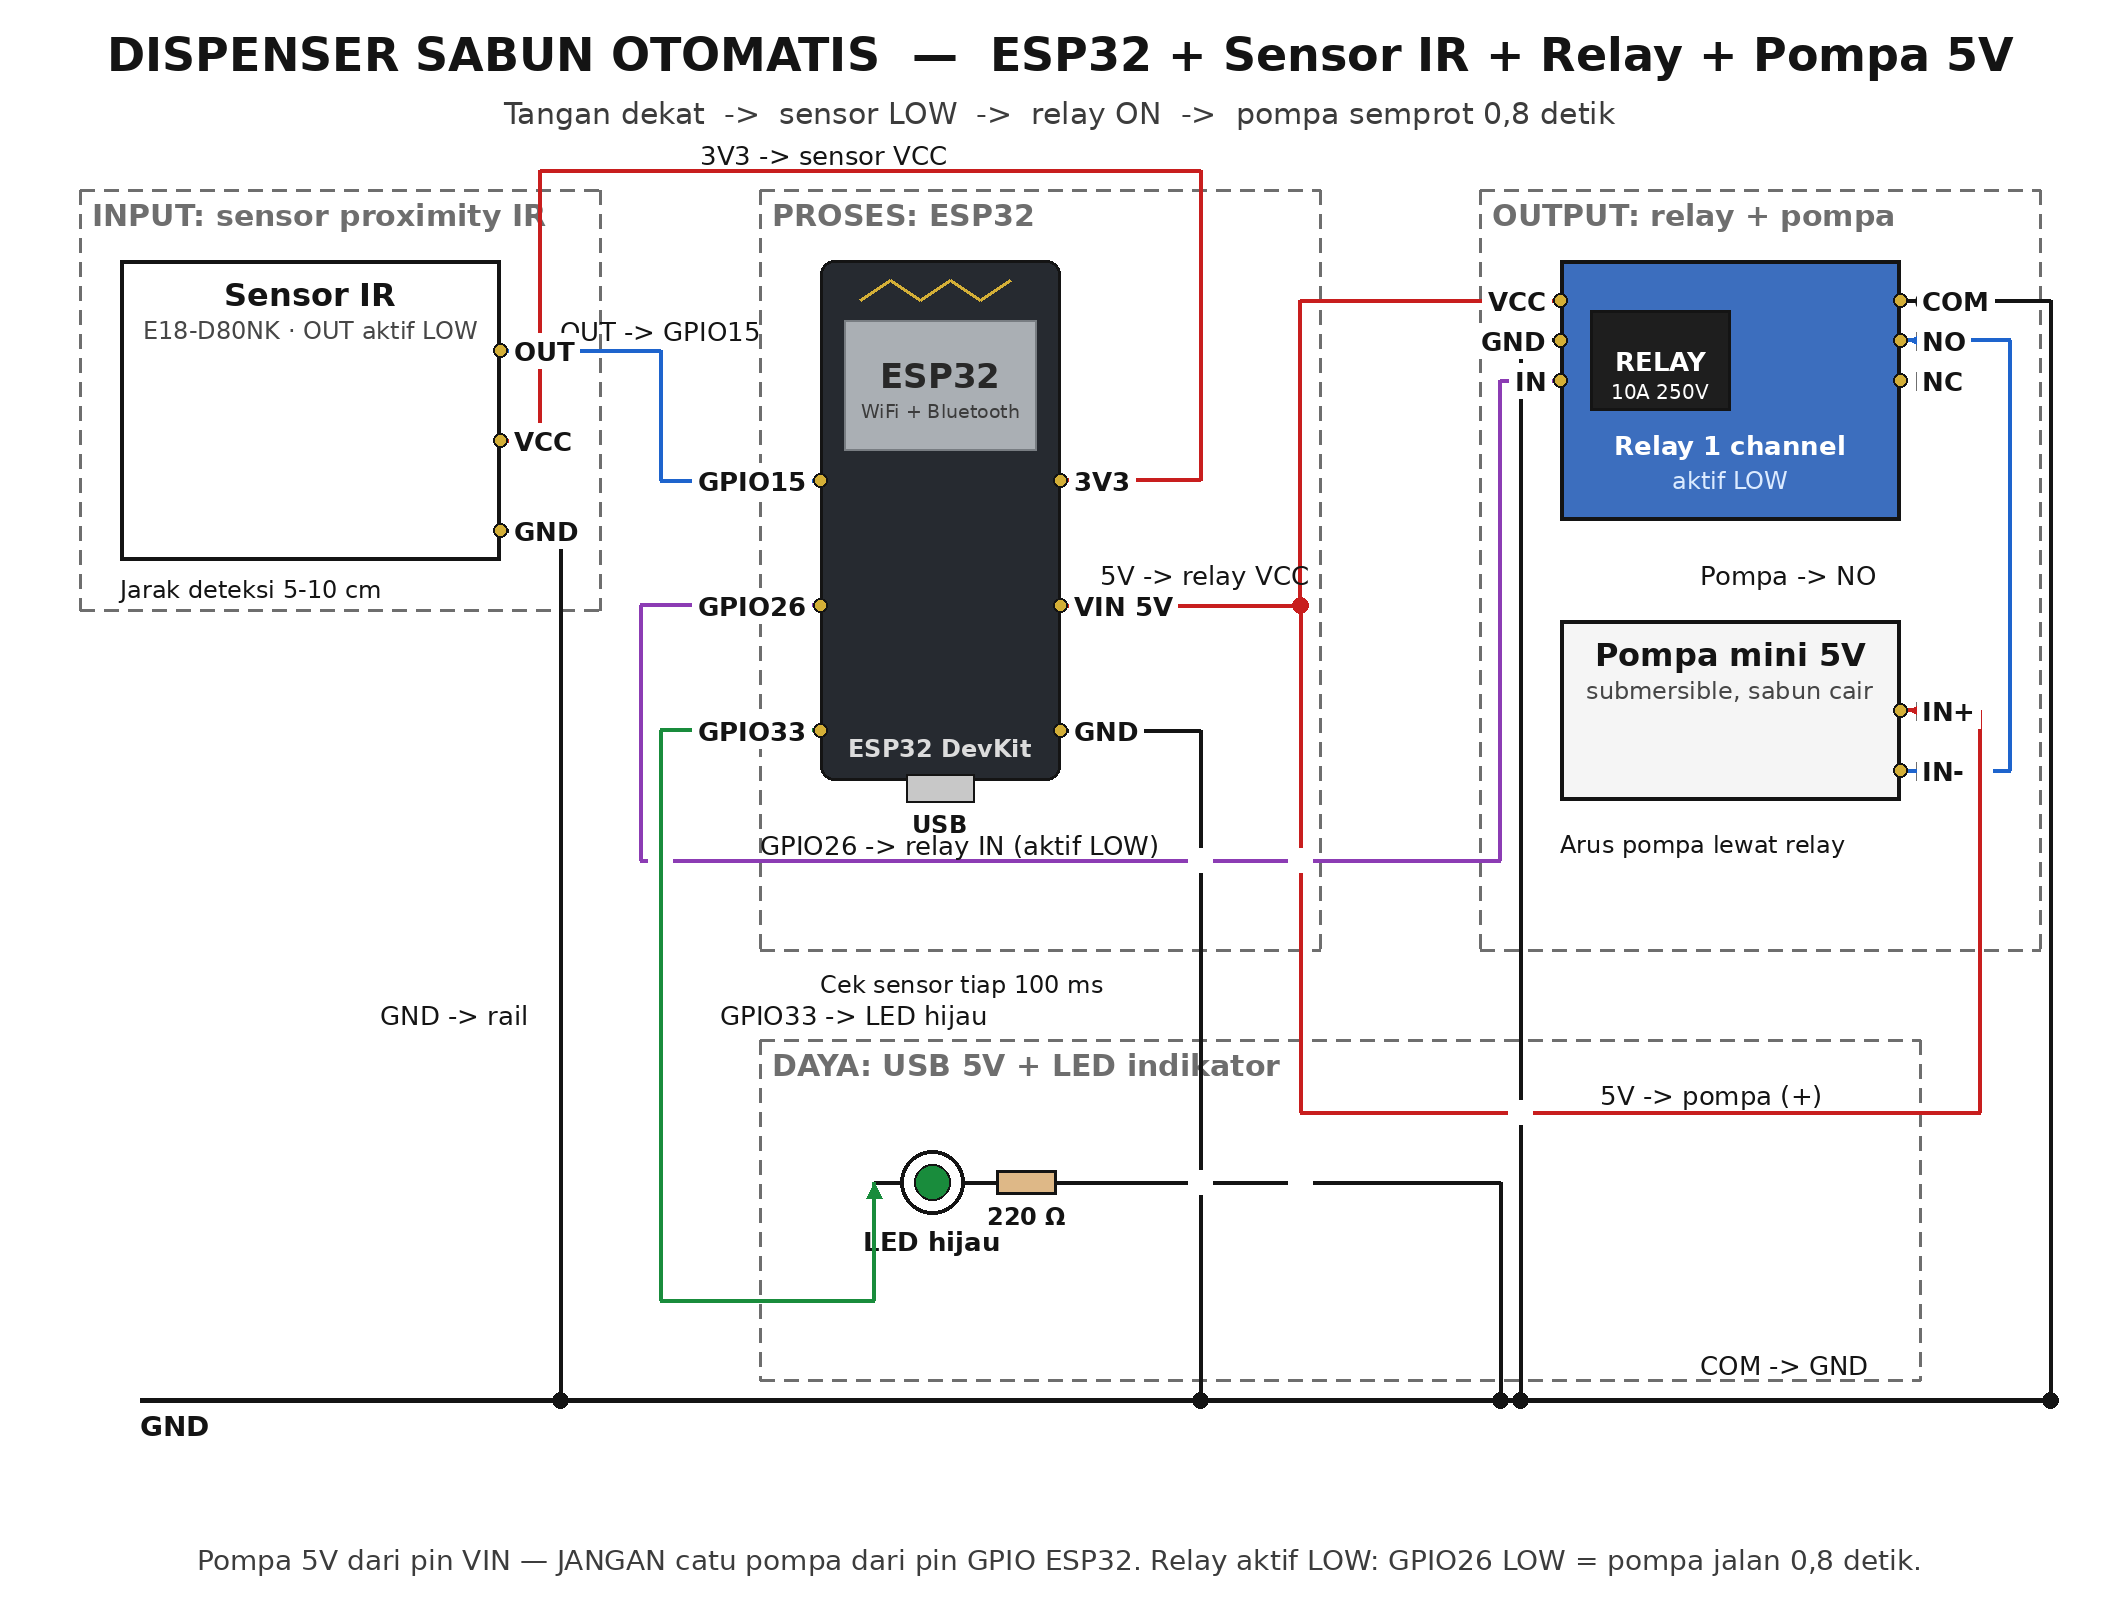 DISPENSER SABUN OTOMATIS — ESP32 + Sensor IR + Relay + Pompa 5V
Tangan dekat -> sensor LOW -> relay ON -> pompa semprot 0,8 detik
3V3 -> sensor VCC
INPUT: sensor proximity IR
Sensor IR
E18-D80NK · OUT aktif LOW
OUT -> GPIO15
OUT
VCC
GND
Jarak deteksi 5-10 cm
PROSES: ESP32
ESP32
WiFi + Bluetooth
GPIO15
3V3
5V -> relay VCC
GPIO26
VIN 5V
GPIO33
GND
ESP32 DevKit
USB
GPIO26 -> relay IN (aktif LOW)
OUTPUT: relay + pompa
VCC
GND
IN
RELAY
10A 250V
COM
NO
NC
Relay 1 channel
aktif LOW
Pompa -> NO
Pompa mini 5V
submersible, sabun cair
IN+
IN-
Arus pompa lewat relay
Cek sensor tiap 100 ms
GND -> rail
GPIO33 -> LED hijau
DAYA: USB 5V + LED indikator
5V -> pompa (+)
220 Ω
LED hijau
COM -> GND
GND
Pompa 5V dari pin VIN — JANGAN catu pompa dari pin GPIO ESP32. Relay aktif LOW: GPIO26 LOW = pompa jalan 0,8 detik.